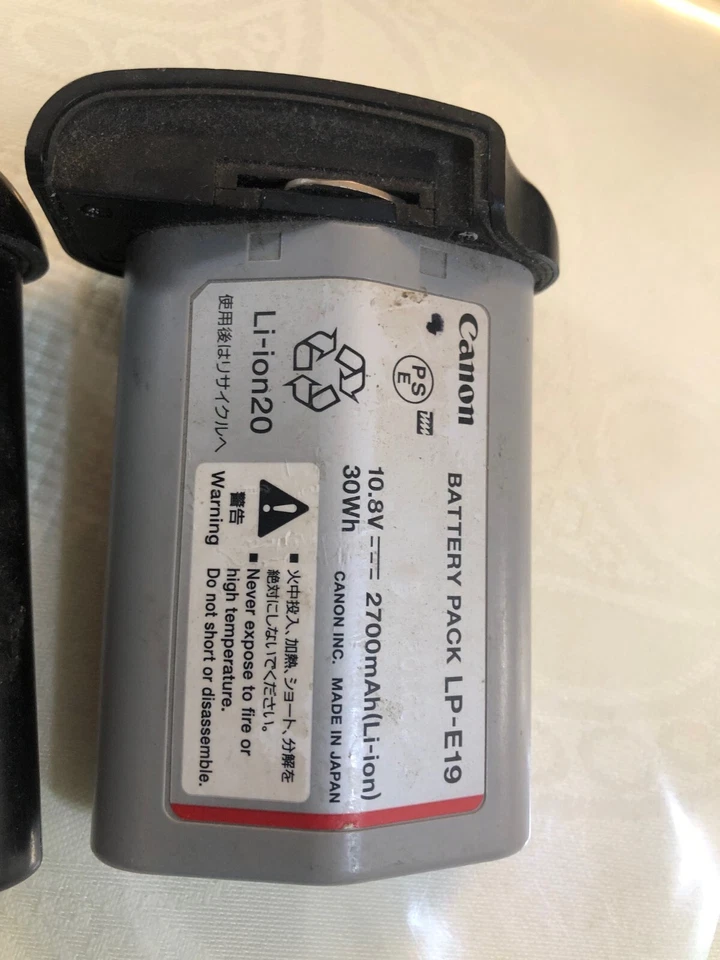 Canon
BATTERY PACK LP-E19
PS
E
10.8V⎓ 2700mAh(Li-ion)
30Wh
CANON INC. MADE IN JAPAN
Li-ion20
使用後はリサイクルへ
警告
Warning
■ 火中投入、加熱、ショート、分解を
絶対にしないでください。
■ Never expose to fire or
high temperature.
Do not short or disassemble.